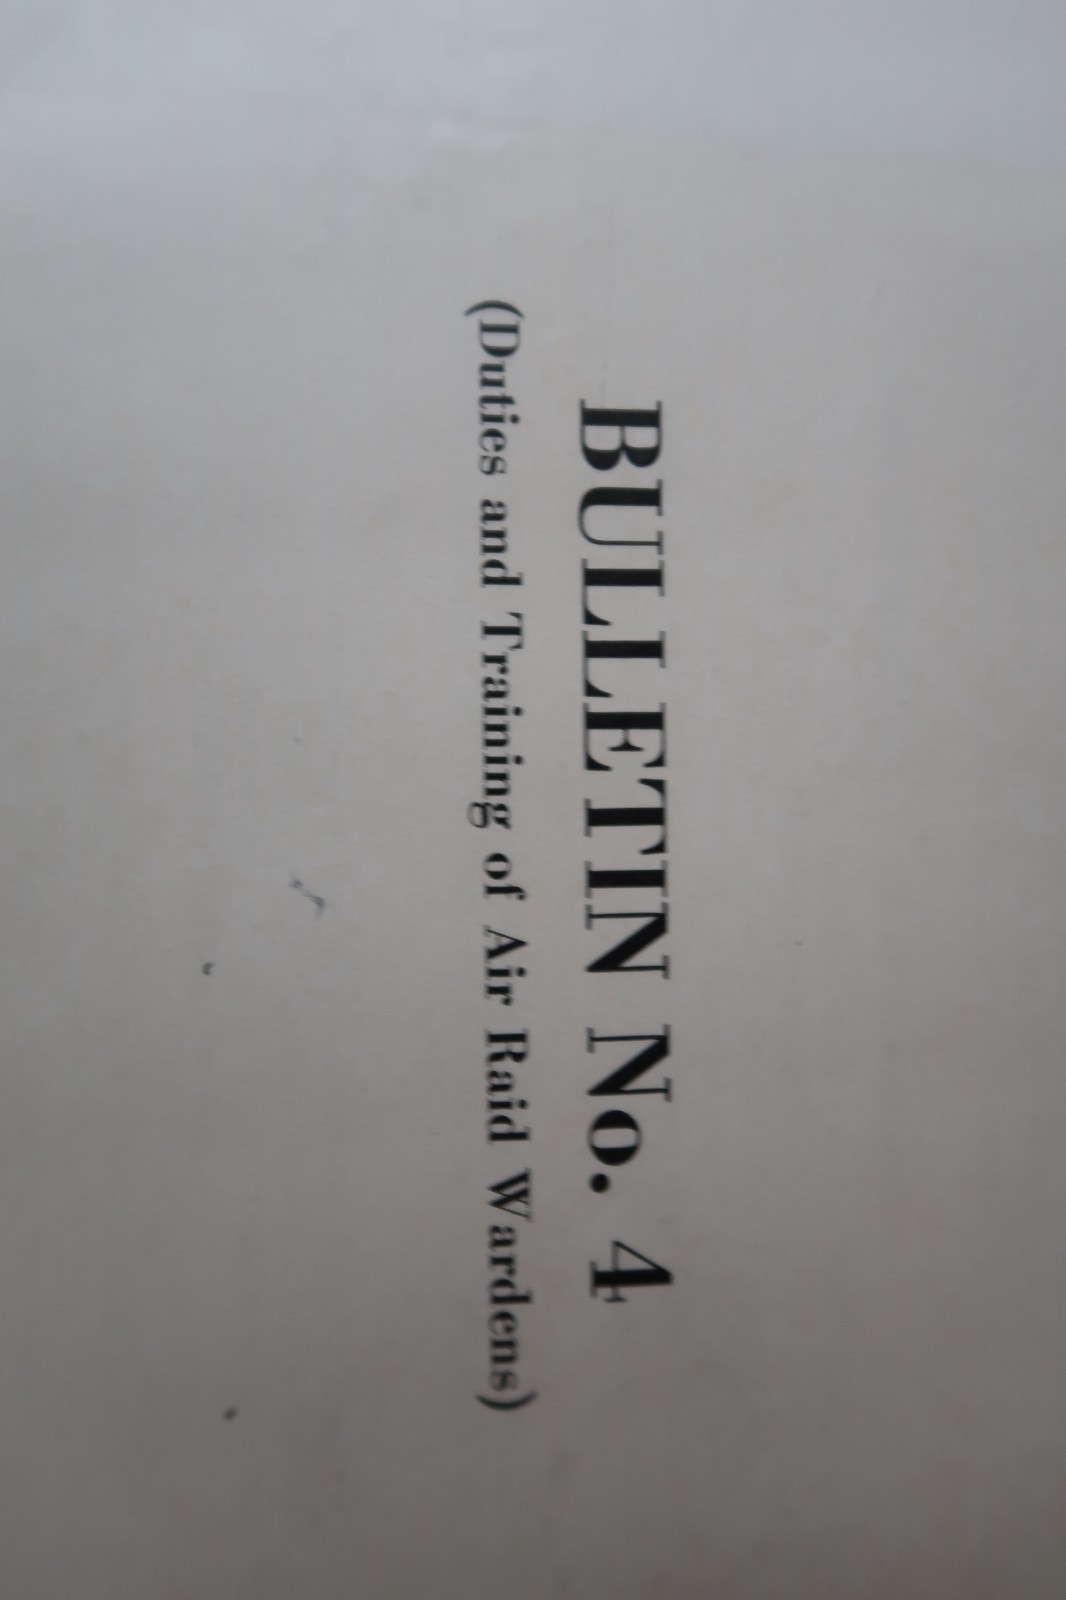 BULLETIN No. 4
(Duties and Training of Air Raid Wardens)